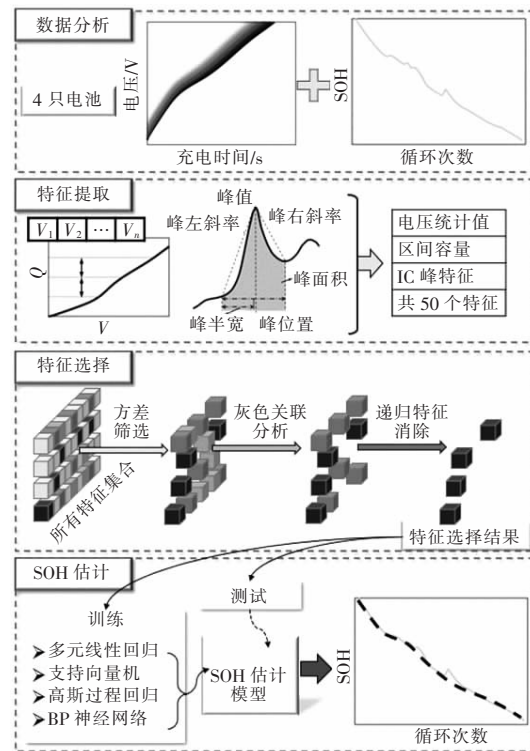 数据分析
4 只电池
电压/V
充电时间/s
SOH
循环次数
特征提取
V1 V2 … Vn
Q
V
峰值
峰左斜率
峰右斜率
峰面积
峰半宽
峰位置
电压统计值
区间容量
IC 峰特征
共 50 个特征
特征选择
方差
筛选
灰色关联
分析
递归特征
消除
所有特征集合
特征选择结果
SOH 估计
训练
➢多元线性回归
➢支持向量机
➢高斯过程回归
➢BP 神经网络
测试
SOH 估计
模型
SOH
循环次数